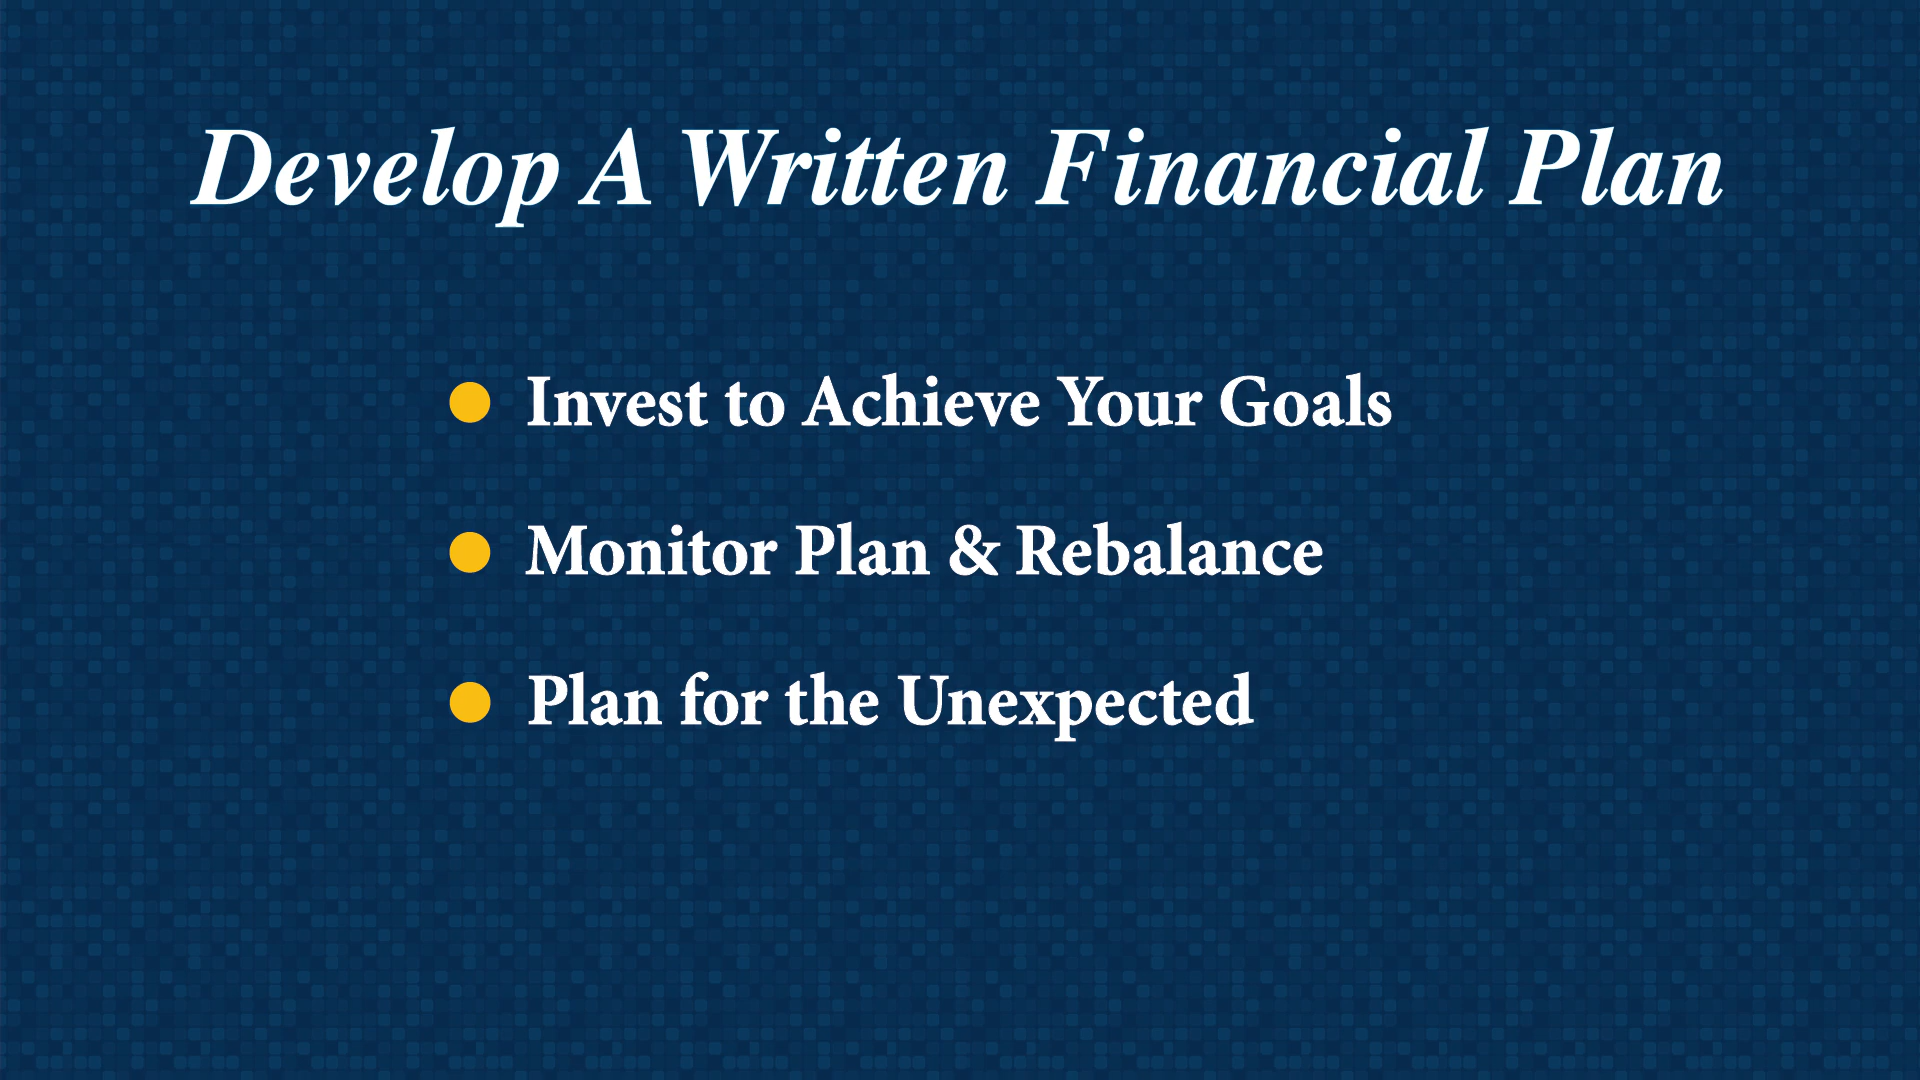 Develop A Written Financial Plan
Invest to Achieve Your Goals
Monitor Plan & Rebalance
Plan for the Unexpected